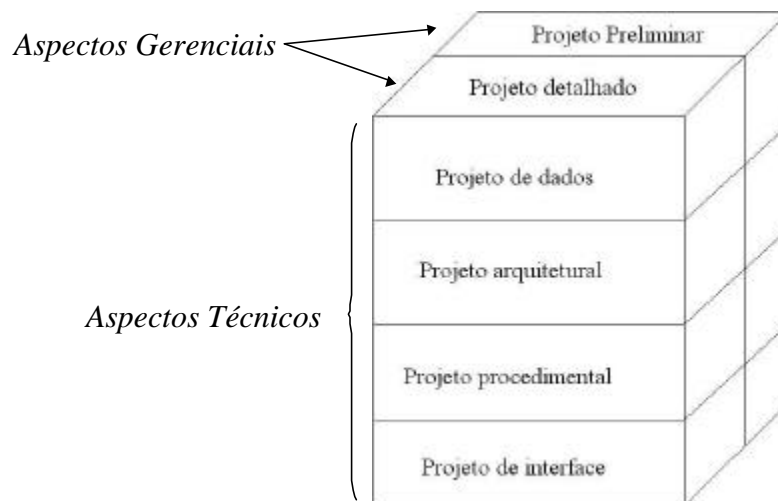 Projeto Preliminar
Aspectos Gerenciais
Projeto detalhado
Projeto de dados
Projeto arquitetural
Aspectos Técnicos
Projeto procedimental
Projeto de interface